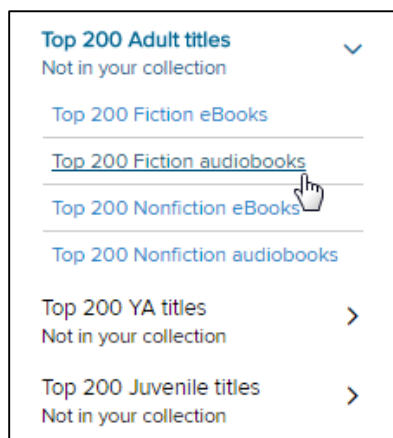 Top 200 Adult titles
Not in your collection
Top 200 Fiction eBooks
Top 200 Fiction audiobooks
Top 200 Nonfiction eBooks
Top 200 Nonfiction audiobooks
Top 200 YA titles
Not in your collection
Top 200 Juvenile titles
Not in your collection